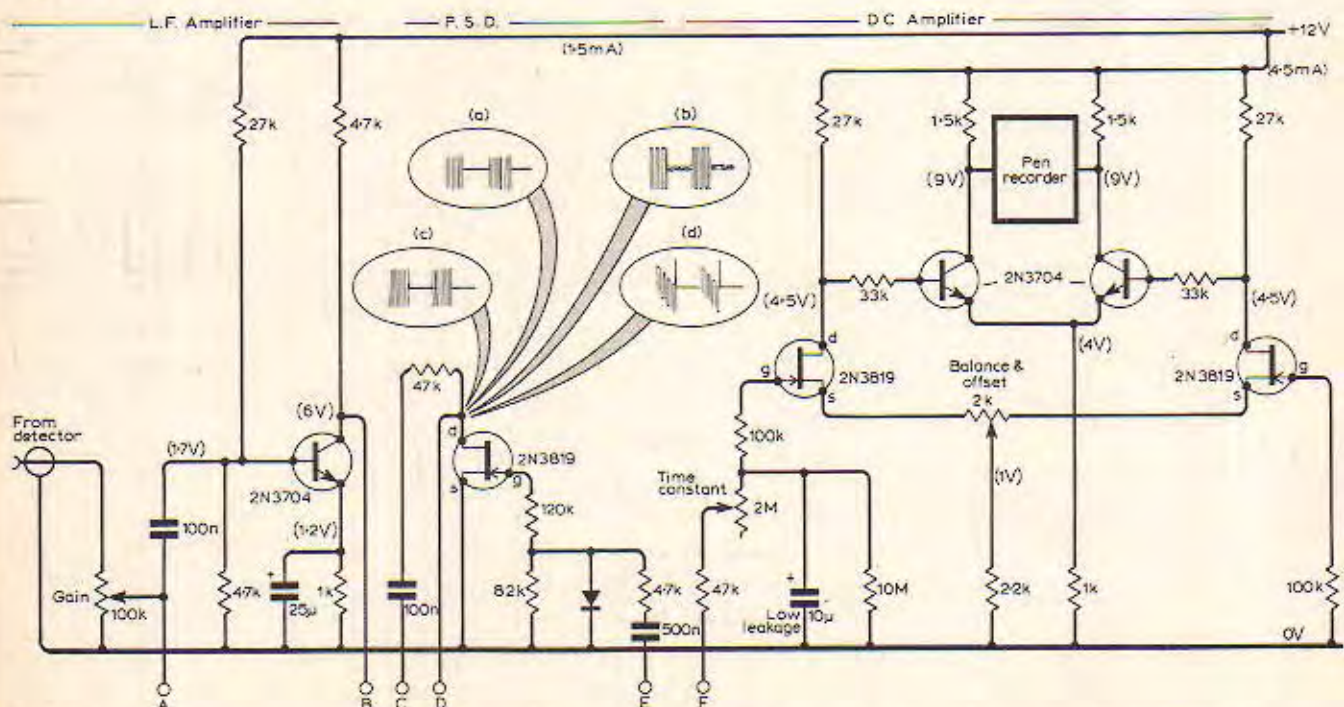 L.F. Amplifier
P. S. D.
D C Amplifier
(1·5mA)
+12V
(4·5mA)
27k
4·7k
(a)
(b)
(c)
(d)
27k
1·5k
1·5k
27k
Pen
recorder
(9V)
(9V)
2N3704
33k
33k
(4·5V)
(4·5V)
(4V)
d
g
s
2N3819
Balance &
offset
2k
2N3819
d
g
s
47k
(6V)
From
detector
(1·7V)
2N3704
(1·2V)
d
s
g
2N3819
120k
100k
Time
constant
2M
(1V)
100n
Gain
100k
4·7k
+
25µ
1k
100n
82k
4·7k
500n
47k
+
-
Low
leakage
10µ
10M
2·2k
1k
100k
0V
A
B
C
D
E
F